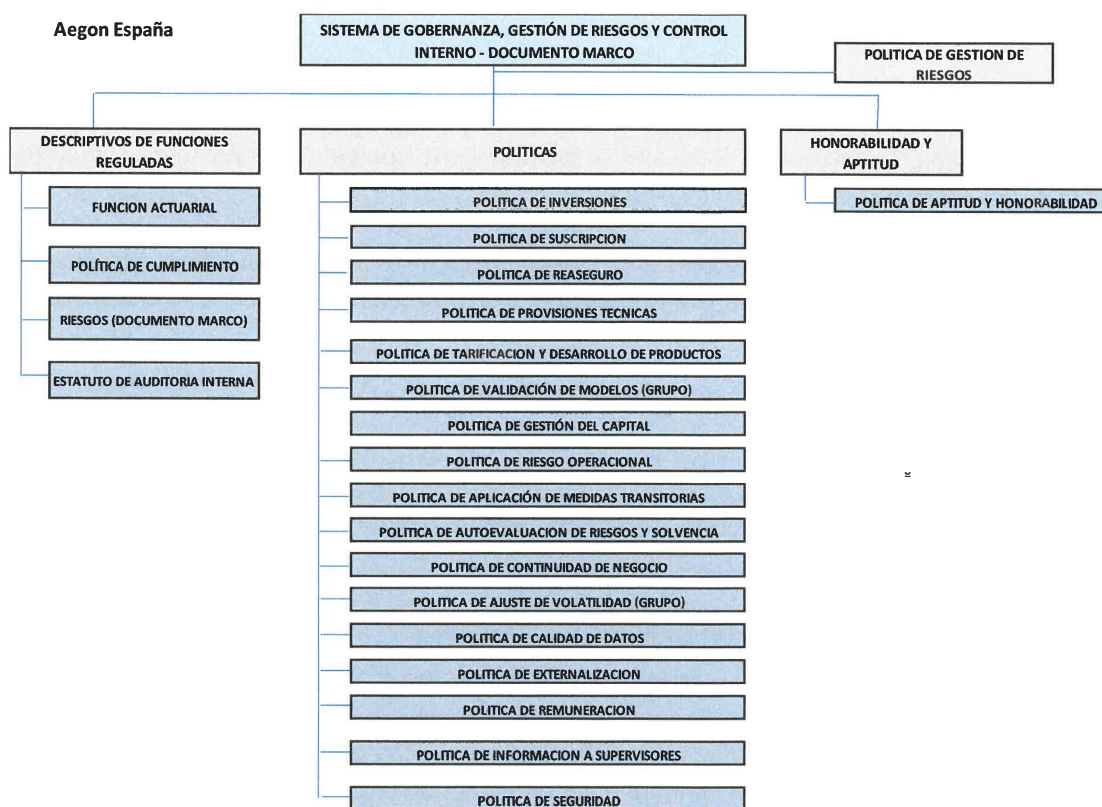 Aegon España
SISTEMA DE GOBERNANZA, GESTIÓN DE RIESGOS Y CONTROL
INTERNO - DOCUMENTO MARCO
POLITICA DE GESTION DE
RIESGOS
DESCRIPTIVOS DE FUNCIONES
REGULADAS
FUNCION ACTUARIAL
POLÍTICA DE CUMPLIMIENTO
RIESGOS (DOCUMENTO MARCO)
ESTATUTO DE AUDITORIA INTERNA
POLITICAS
POLITICA DE INVERSIONES
POLITICA DE SUSCRIPCION
POLITICA DE REASEGURO
POLITICA DE PROVISIONES TECNICAS
POLITICA DE TARIFICACION Y DESARROLLO DE PRODUCTOS
POLITICA DE VALIDACIÓN DE MODELOS (GRUPO)
POLITICA DE GESTIÓN DEL CAPITAL
POLITICA DE RIESGO OPERACIONAL
POLITICA DE APLICACIÓN DE MEDIDAS TRANSITORIAS
POLITICA DE AUTOEVALUACION DE RIESGOS Y SOLVENCIA
POLITICA DE CONTINUIDAD DE NEGOCIO
POLITICA DE AJUSTE DE VOLATILIDAD (GRUPO)
POLITICA DE CALIDAD DE DATOS
POLITICA DE EXTERNALIZACION
POLITICA DE REMUNERACION
POLITICA DE INFORMACION A SUPERVISORES
POLITICA DE SEGURIDAD
HONORABILIDAD Y
APTITUD
POLITICA DE APTITUD Y HONORABILIDAD